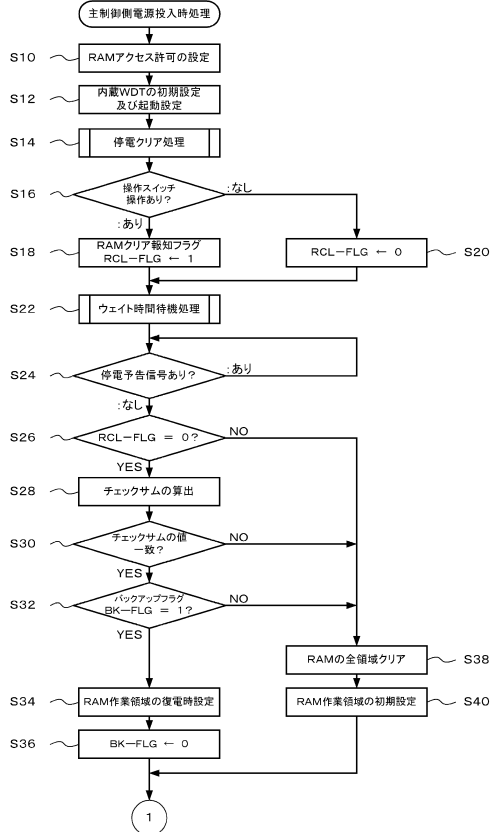 主制御側電源投入時処理
S10
RAMアクセス許可の設定
S12
内蔵WDTの初期設定
及び起動設定
S14
停電クリア処理
S16
操作スイッチ
操作あり?
:なし
:あり
S18
RAMクリア報知フラグ
RCL-FLG ← 1
RCL-FLG ← 0
S20
S22
ウェイト時間待機処理
S24
停電予告信号あり?
:あり
:なし
S26
RCL-FLG = 0?
NO
YES
S28
チェックサムの算出
S30
チェックサムの値
一致?
NO
YES
S32
バックアップフラグ
BK-FLG = 1?
NO
YES
RAMの全領域クリア
S38
S34
RAM作業領域の復電時設定
RAM作業領域の初期設定
S40
S36
BK-FLG ← 0
1